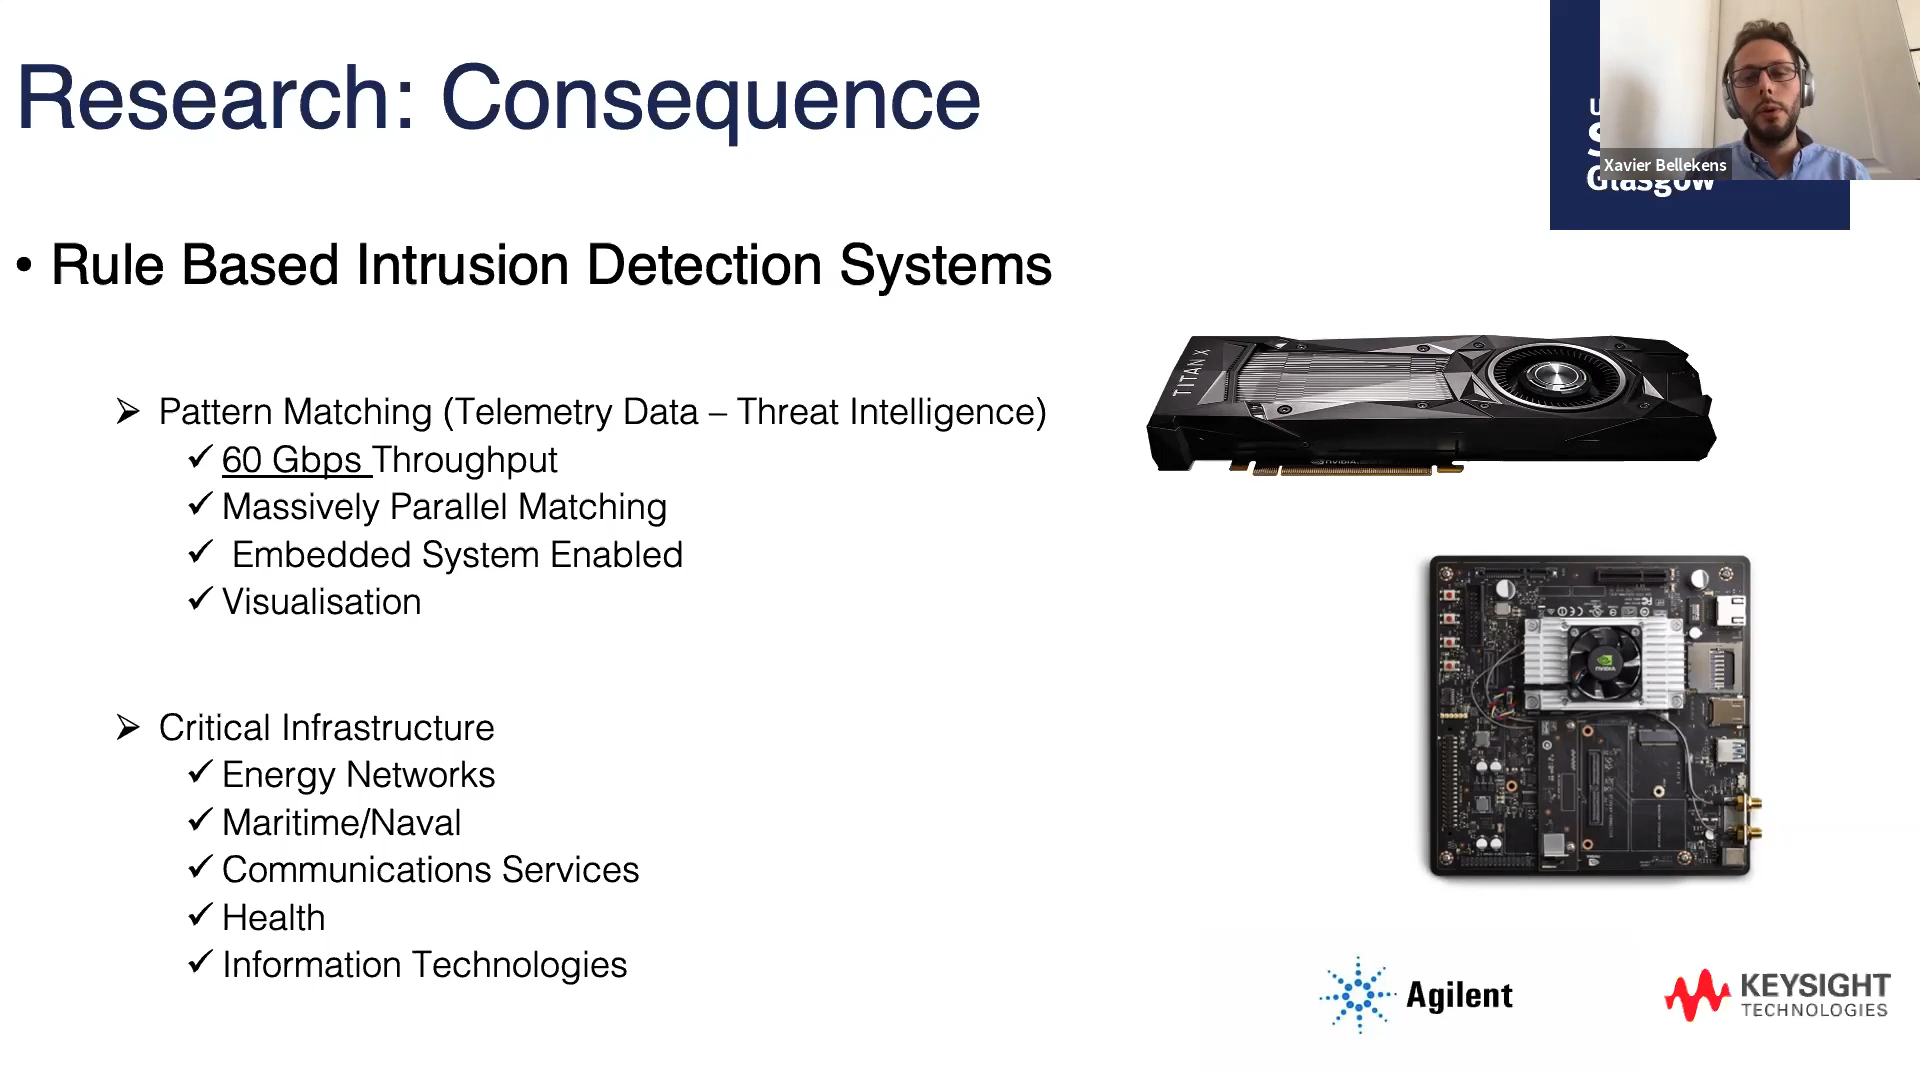 Research: Consequence
U
S
Glasgow
Xavier Bellekens
• Rule Based Intrusion Detection Systems
➢ Pattern Matching (Telemetry Data – Threat Intelligence)
✓ 60 Gbps Throughput
✓ Massively Parallel Matching
✓ Embedded System Enabled
✓ Visualisation
TITAN X
NVIDIA
NVIDIA
➢ Critical Infrastructure
✓ Energy Networks
✓ Maritime/Naval
✓ Communications Services
✓ Health
✓ Information Technologies
Agilent
KEYSIGHT
TECHNOLOGIES